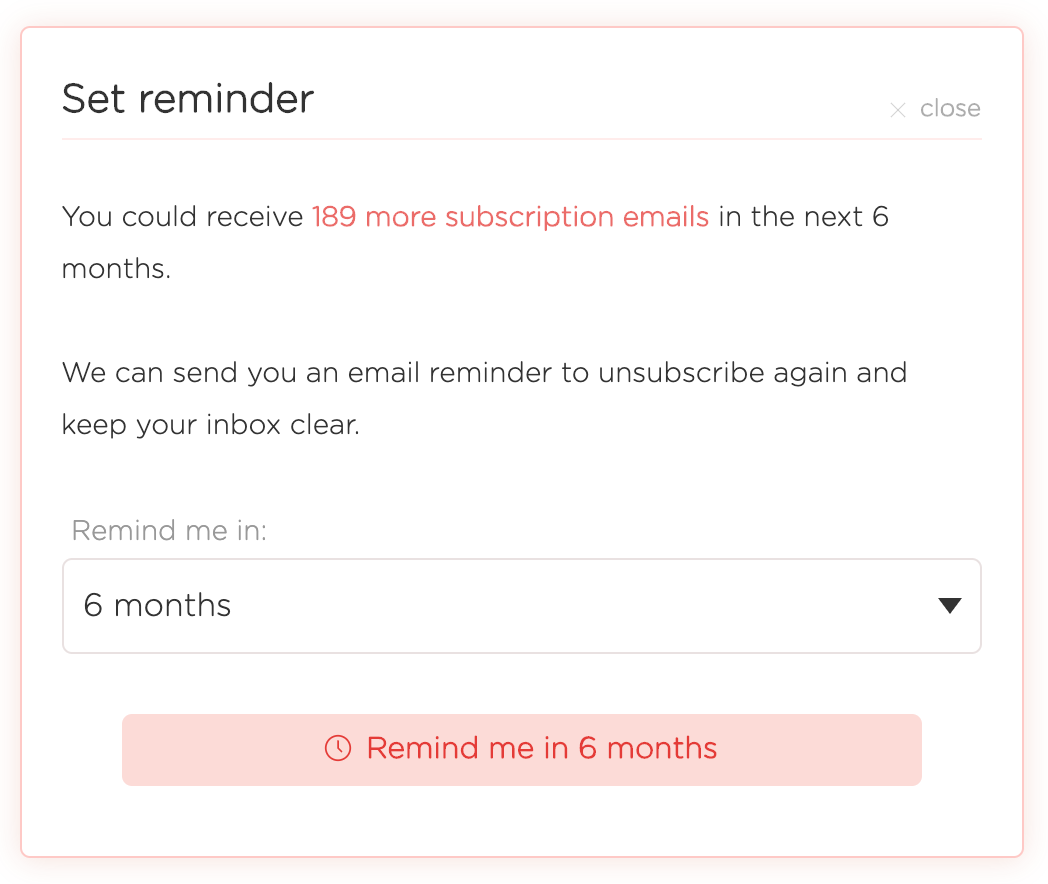 Set reminder
close
You could receive 189 more subscription emails in the next 6
months.
We can send you an email reminder to unsubscribe again and
keep your inbox clear.
Remind me in:
6 months
Remind me in 6 months